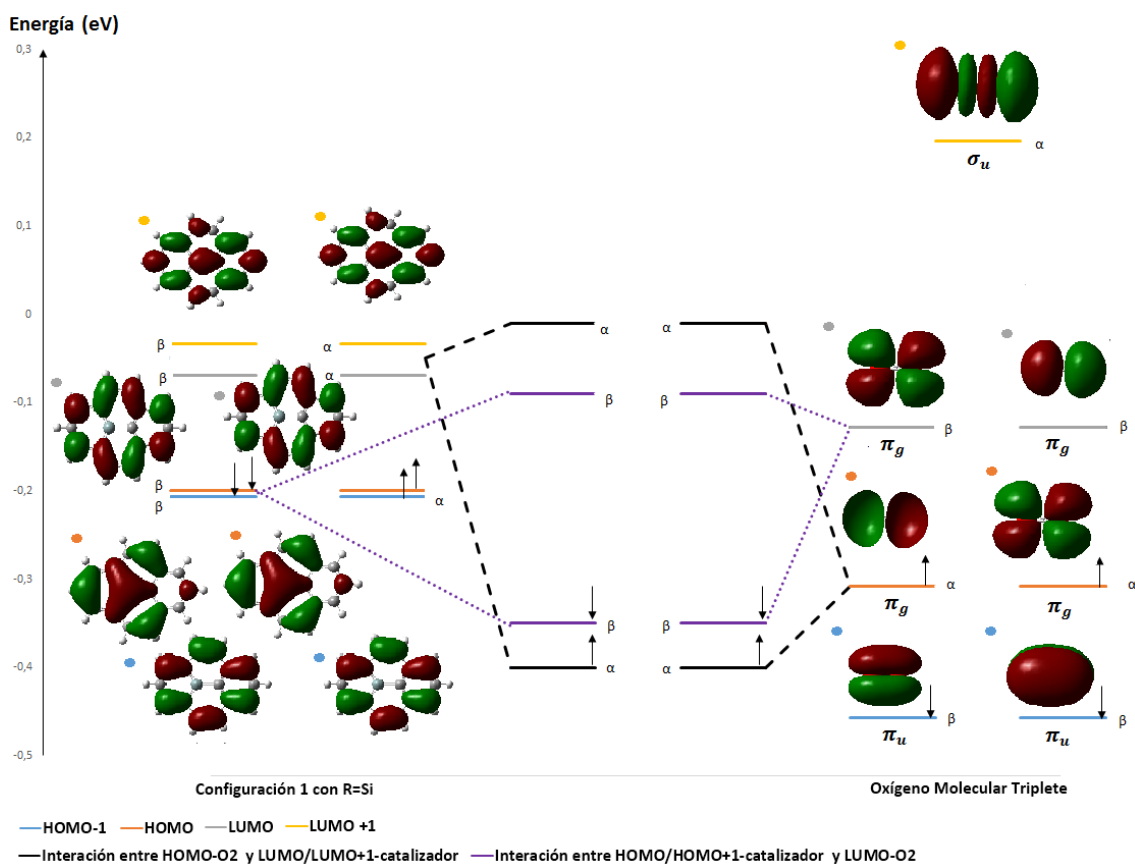 Energía (eV)
0,3
0,2
0,1
0
-0,1
-0,2
-0,3
-0,4
-0,5
α
σu
β α
β α
β
β α
α α
β β
β β
α α
β
πg πg
α α
πg πg
β β
πu πu
Configuración 1 con R=Si Oxígeno Molecular Triplete
HOMO-1 HOMO LUMO LUMO +1
Interación entre HOMO-O2 y LUMO/LUMO+1-catalizador Interación entre HOMO/HOMO+1-catalizador y LUMO-O2